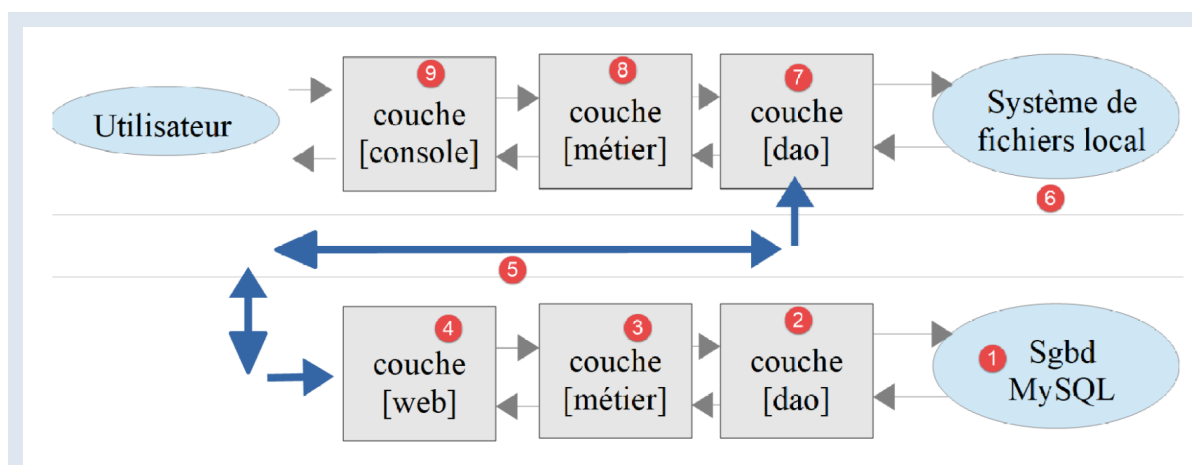 Utilisateur
9
couche
[console]
8
couche
[métier]
7
couche
[dao]
Système de
fichiers local
6
5
4
couche
[web]
3
couche
[métier]
2
couche
[dao]
1
Sgbd
MySQL